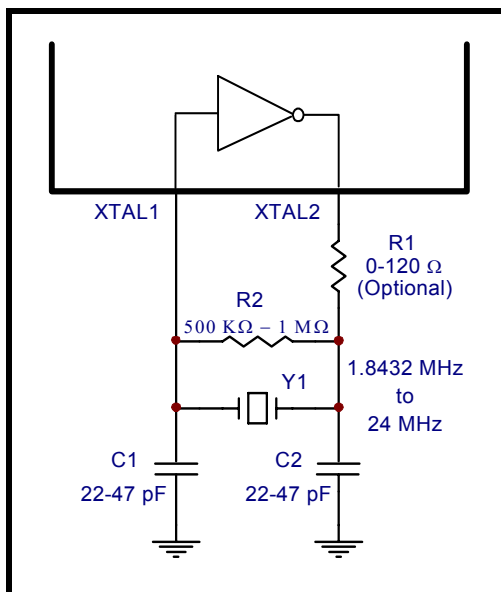 XTAL1
XTAL2
R1
0-120 Ω
(Optional)
R2
500 KΩ – 1 MΩ
Y1
1.8432 MHz
to
24 MHz
C1
22-47 pF
C2
22-47 pF